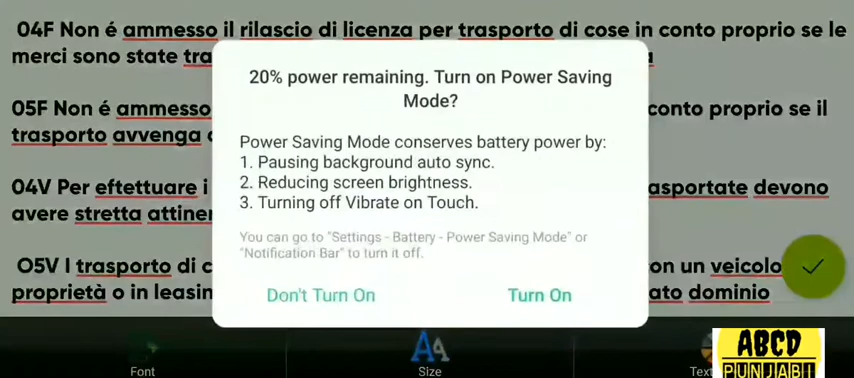 04F Non é ammesso il rilascio di licenza per trasporto di cose in conto proprio se le
merci sono state
20% power remaining. Turn on Power Saving
Mode?
05F Non é ammesso conto proprio se il
trasporto avvenga
Power Saving Mode conserves battery power by:
1. Pausing background auto sync.
2. Reducing screen brightness.
3. Turning off Vibrate on Touch.
04V Per eftettuare i asportate devono
avere stretta
You can go to "Settings - Battery - Power Saving Mode" or
"Notification Bar" to turn it off.
O5V I trasporto di c on un veicolo
proprietà o in leasin ato dominio
Don't Turn On Turn On
Font Size Text
ABCD
PUNJABI